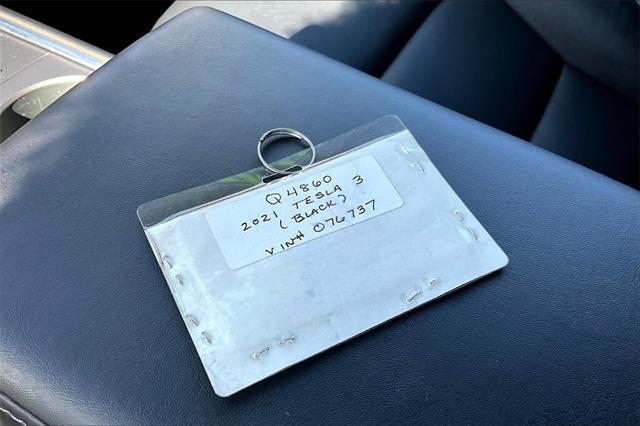 Q4860
2021 TESLA 3
(BLACK)
VIN# 076737